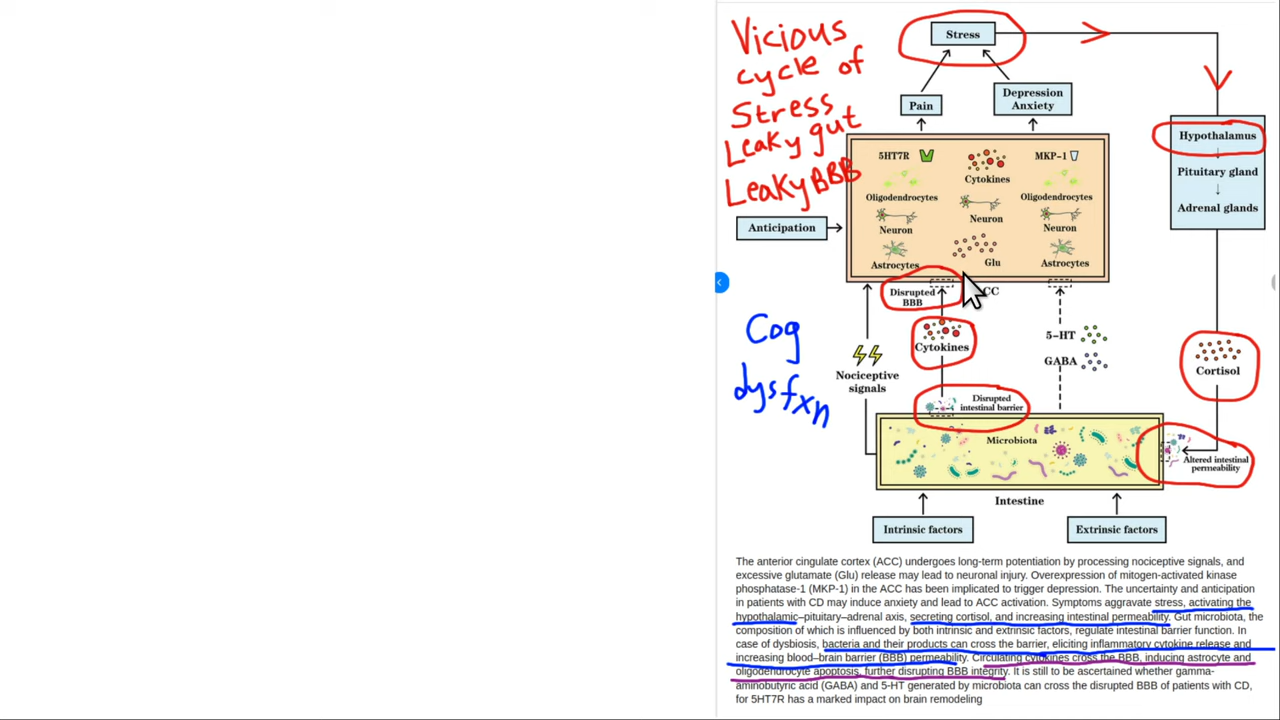 Vicious
cycle of
Stress
Leaky gut
Leaky BBB
Stress
Pain
Depression
Anxiety
Hypothalamus
Pituitary gland
Adrenal glands
5HT7R
MKP-1
Cytokines
Oligodendrocytes
Oligodendrocytes
Neuron
Neuron
Neuron
Glu
Astrocytes
Astrocytes
Anticipation
Disrupted
BBB
CC
Cog
dysfxn
Cytokines
5-HT
GABA
Nociceptive
signals
Cortisol
Disrupted
intestinal barrier
Microbiota
Altered intestinal
permeability
Intestine
Intrinsic factors
Extrinsic factors
The anterior cingulate cortex (ACC) undergoes long-term potentiation by processing nociceptive signals, and
excessive glutamate (Glu) release may lead to neuronal injury. Overexpression of mitogen-activated kinase
phosphatase-1 (MKP-1) in the ACC has been implicated to trigger depression. The uncertainty and anticipation
in patients with CD may induce anxiety and lead to ACC activation. Symptoms aggravate stress, activating the
hypothalamic–pituitary–adrenal axis, secreting cortisol, and increasing intestinal permeability. Gut microbiota, the
composition of which is influenced by both intrinsic and extrinsic factors, regulate intestinal barrier function. In
case of dysbiosis, bacteria and their products can cross the barrier, eliciting inflammatory cytokine release and
increasing blood–brain barrier (BBB) permeability. Circulating cytokines cross the BBB, inducing astrocyte and
oligodendrocyte apoptosis, further disrupting BBB integrity. It is still to be ascertained whether gamma-
aminobutyric acid (GABA) and 5-HT generated by microbiota can cross the disrupted BBB of patients with CD,
for 5HT7R has a marked impact on brain remodeling